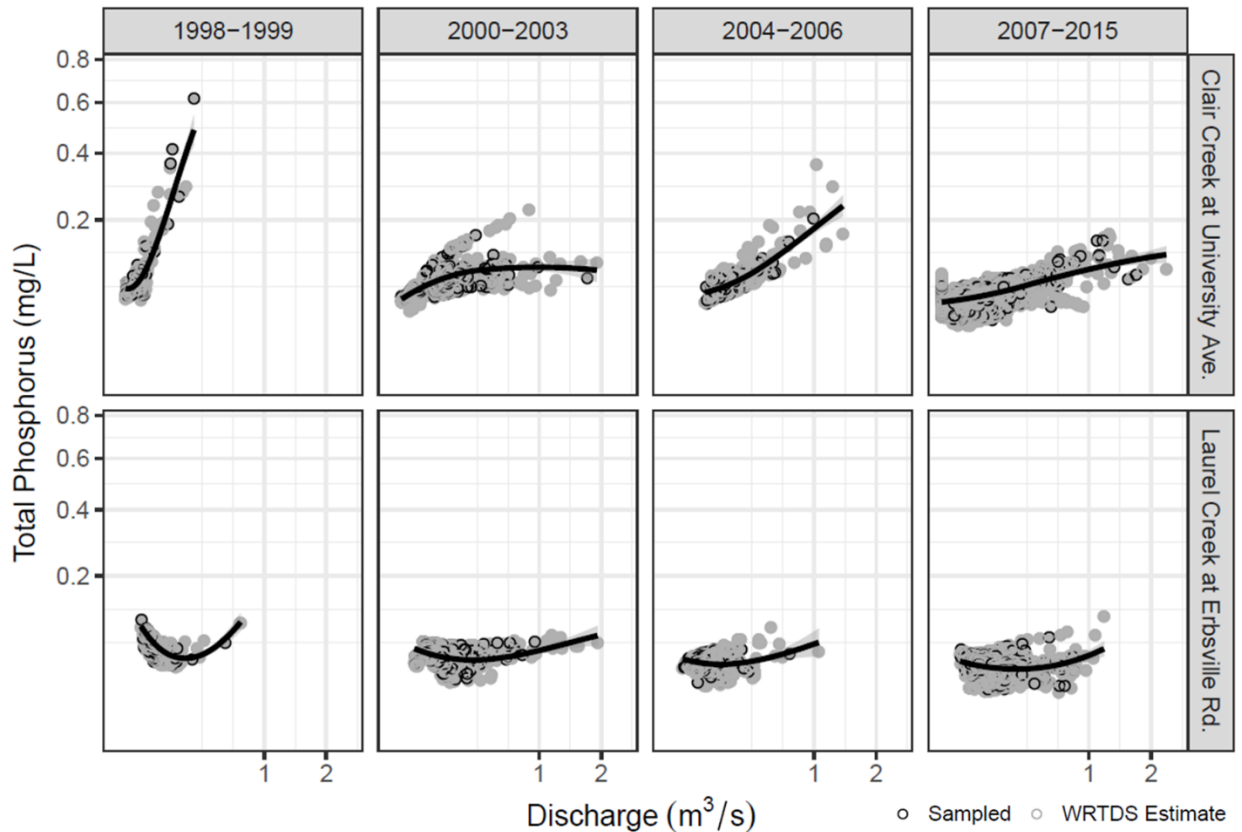 1998−1999
2000−2003
2004−2006
2007−2015
Total Phosphorus (mg/L)
0.8
0.6
0.4
0.2
Clair Creek at University Ave.
0.8
0.6
0.4
0.2
Laurel Creek at Erbsville Rd.
1 2
1 2
1 2
1 2
Discharge (m³/s)
Sampled
WRTDS Estimate